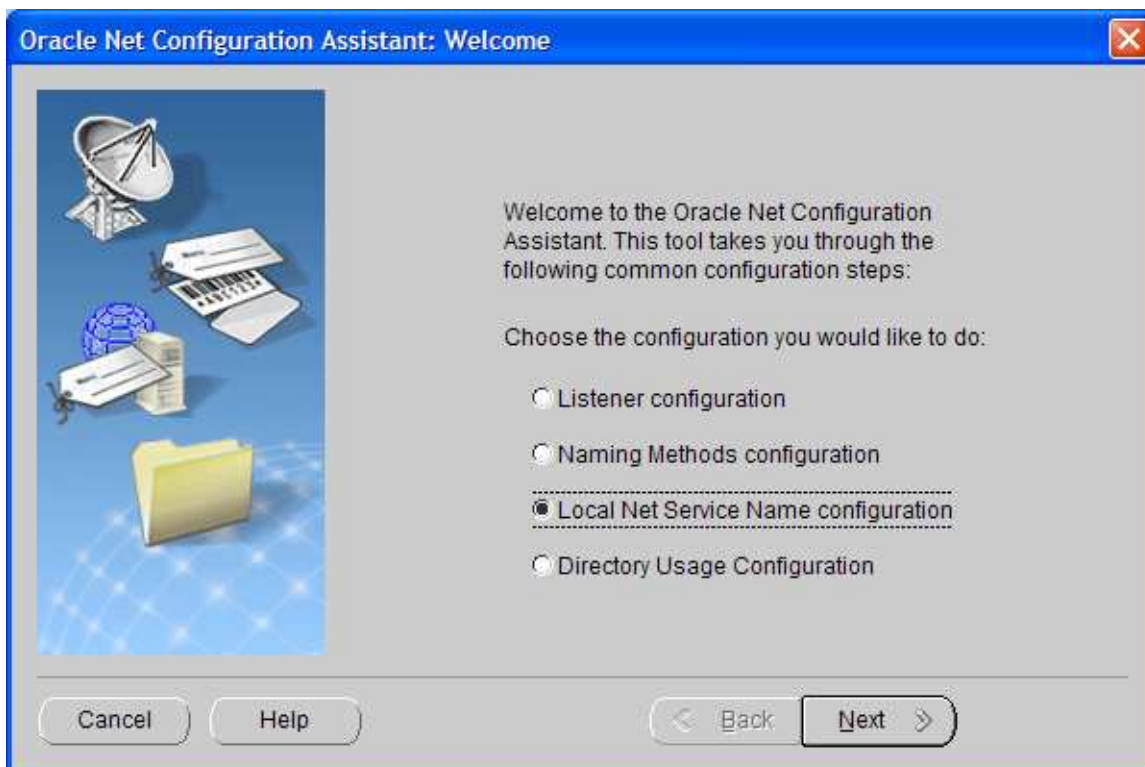 Oracle Net Configuration Assistant: Welcome
Welcome to the Oracle Net Configuration
Assistant. This tool takes you through the
following common configuration steps:
Choose the configuration you would like to do:
Listener configuration
Naming Methods configuration
Local Net Service Name configuration
Directory Usage Configuration
Cancel
Help
Back
Next